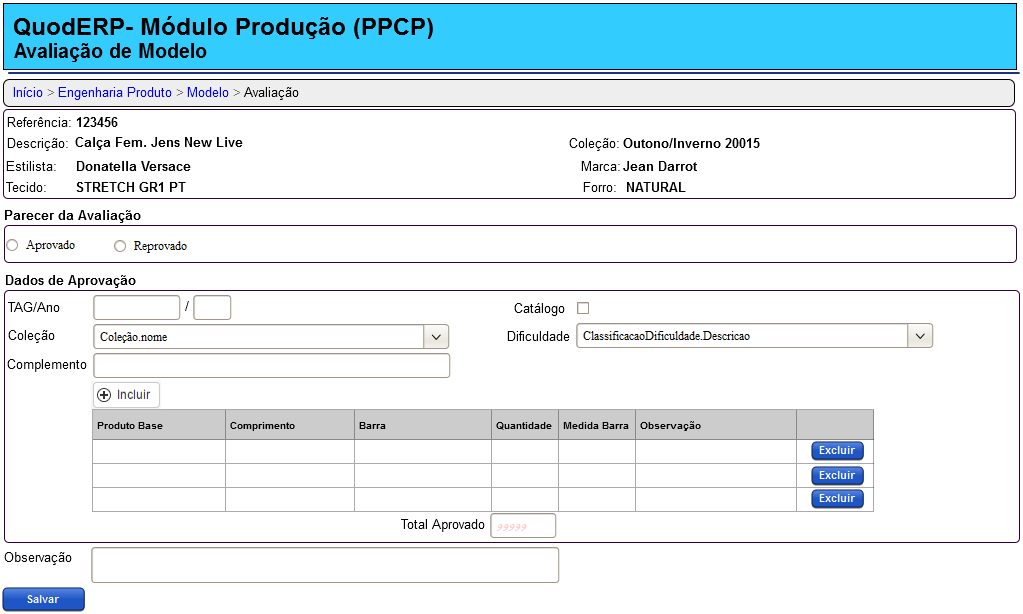 QuodERP- Módulo Produção (PPCP)
Avaliação de Modelo
Início > Engenharia Produto > Modelo > Avaliação
Referência: 123456
Descrição: Calça Fem. Jens New Live Coleção: Outono/Inverno 20015
Estilista: Donatella Versace Marca: Jean Darrot
Tecido: STRETCH GR1 PT Forro: NATURAL
Parecer da Avaliação
Aprovado Reprovado
Dados de Aprovação
TAG/Ano / Catálogo
Coleção Coleção.nome Dificuldade ClassificacaoDificuldade.Descricao
Complemento
Incluir
Produto Base Comprimento Barra Quantidade Medida Barra Observação
Excluir
Excluir
Excluir
Total Aprovado 99999
Observação
Salvar